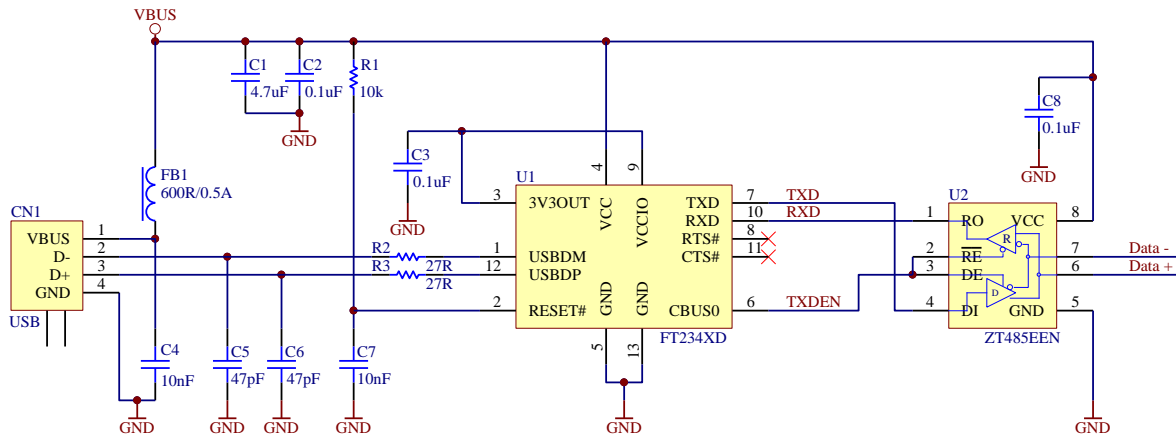 VBUS
C1
4.7uF
C2
0.1uF
R1
10k
GND
C8
0.1uF
GND
FB1
600R/0.5A
C3
0.1uF
GND
U1
4
9
3
3V3OUT
VCC
VCCIO
TXD
7
TXD
RXD
10
RXD
RTS#
8
CTS#
11
R2
27R
1
USBDM
R3
27R
12
USBDP
2
RESET#
GND
GND
CBUS0
6
TXDEN
5
13
FT234XD
GND
U2
1
RO
VCC
8
R
2
RE
7
Data -
3
DE
6
Data +
D
4
DI
GND
5
ZT485EEN
GND
CN1
VBUS
1
D-
2
D+
3
GND
4
USB
C4
10nF
GND
C5
47pF
GND
C6
47pF
GND
C7
10nF
GND